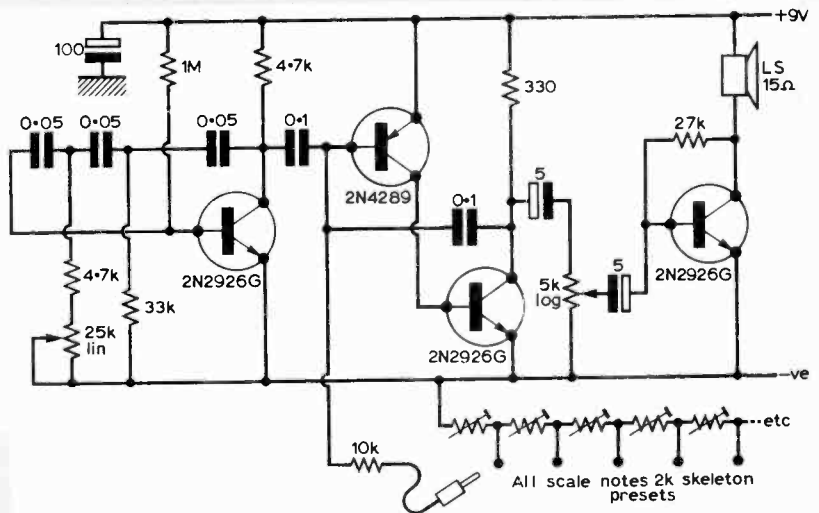 +9V
100
1M
4·7k
330
LS
15Ω
0·05
0·05
0·05
0·1
27k
2N4289
5
0·1
2N2926G
5k
log
5
2N2926G
4·7k
33k
25k
lin
2N2926G
-ve
etc
10k
All scale notes 2k skeleton
presets